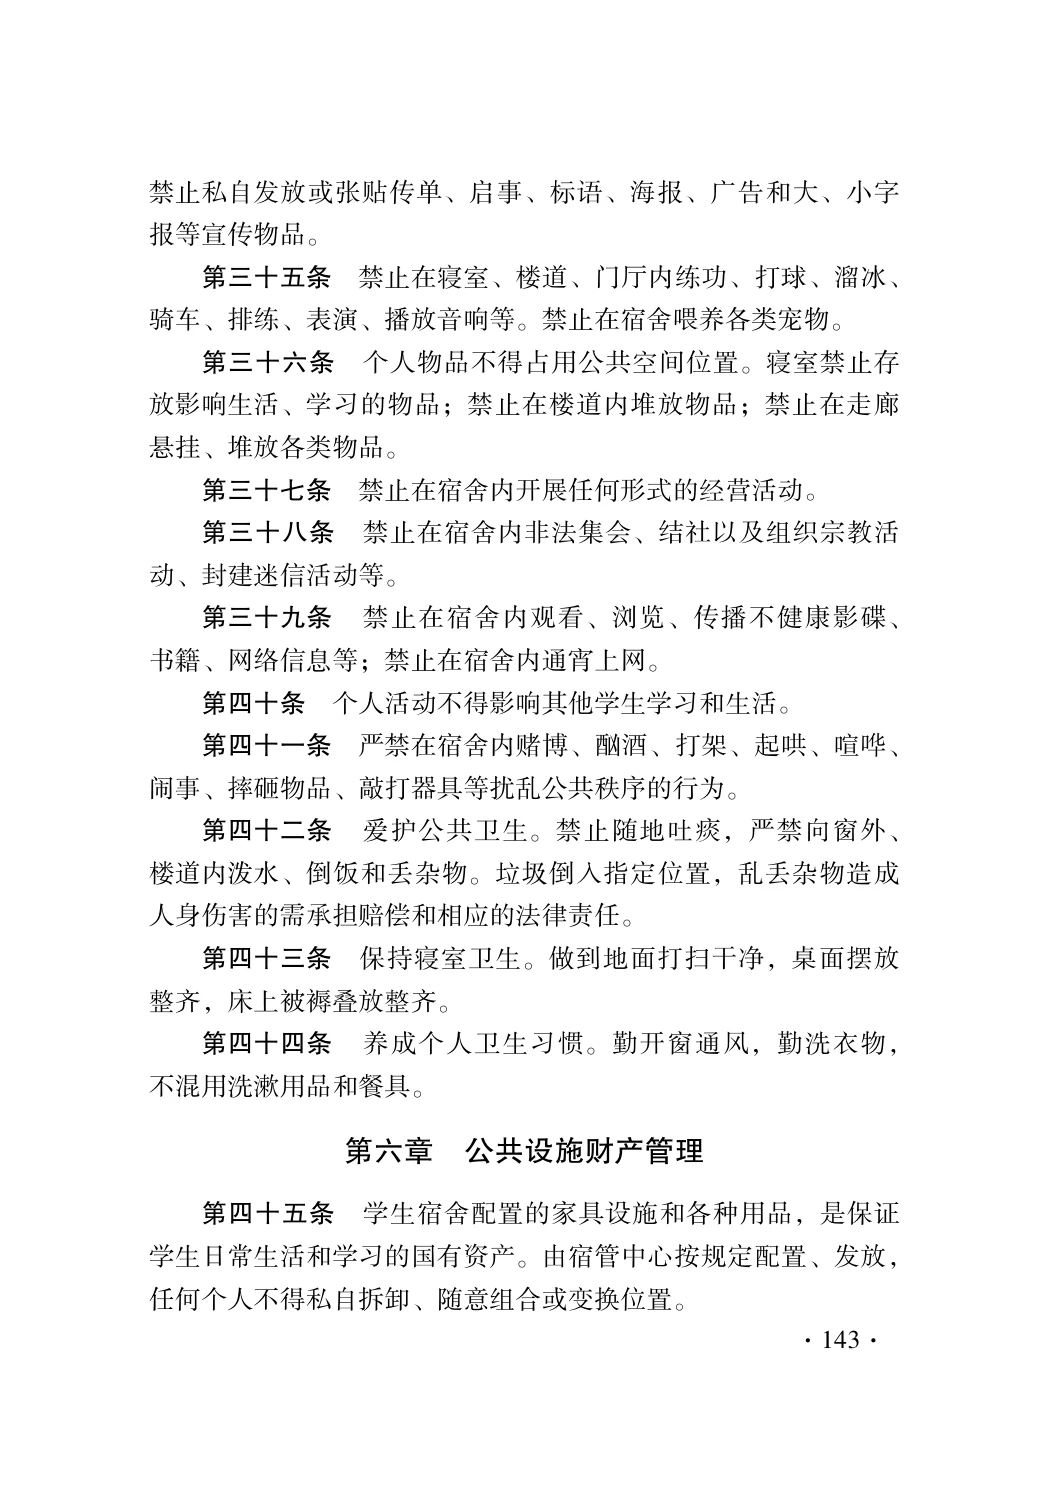 禁止私自发放或张贴传单、启事、标语、海报、广告和大、小字
报等宣传物品。
第三十五条　禁止在寝室、楼道、门厅内练功、打球、溜冰、
骑车、排练、表演、播放音响等。禁止在宿舍喂养各类宠物。
第三十六条　个人物品不得占用公共空间位置。寝室禁止存
放影响生活、学习的物品；禁止在楼道内堆放物品；禁止在走廊
悬挂、堆放各类物品。
第三十七条　禁止在宿舍内开展任何形式的经营活动。
第三十八条　禁止在宿舍内非法集会、结社以及组织宗教活
动、封建迷信活动等。
第三十九条　禁止在宿舍内观看、浏览、传播不健康影碟、
书籍、网络信息等；禁止在宿舍内通宵上网。
第四十条　个人活动不得影响其他学生学习和生活。
第四十一条　严禁在宿舍内赌博、酗酒、打架、起哄、喧哗、
闹事、摔砸物品、敲打器具等扰乱公共秩序的行为。
第四十二条　爱护公共卫生。禁止随地吐痰，严禁向窗外、
楼道内泼水、倒饭和丢杂物。垃圾倒入指定位置，乱丢杂物造成
人身伤害的需承担赔偿和相应的法律责任。
第四十三条　保持寝室卫生。做到地面打扫干净，桌面摆放
整齐，床上被褥叠放整齐。
第四十四条　养成个人卫生习惯。勤开窗通风，勤洗衣物，
不混用洗漱用品和餐具。
第六章　公共设施财产管理
第四十五条　学生宿舍配置的家具设施和各种用品，是保证
学生日常生活和学习的国有资产。由宿管中心按规定配置、发放，
任何个人不得私自拆卸、随意组合或变换位置。
· 143 ·